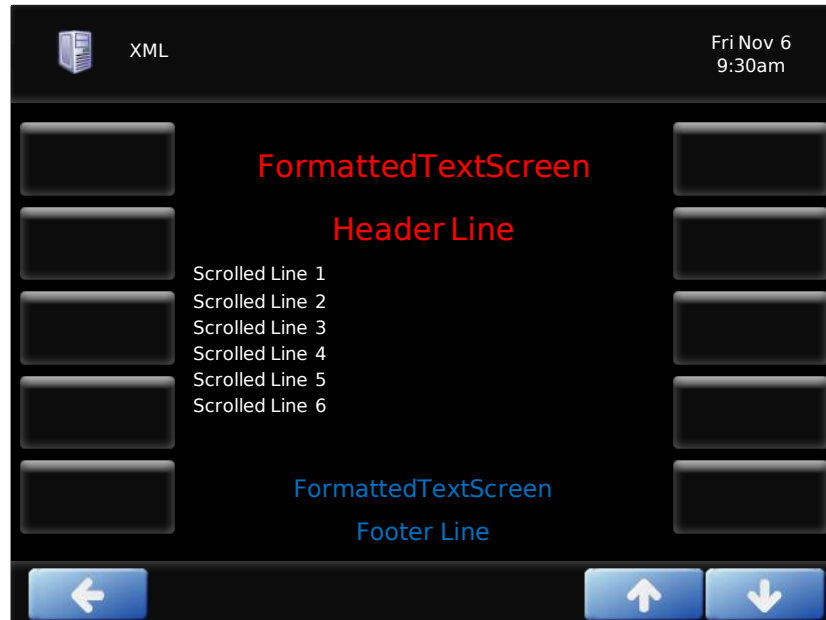 XML
Fri Nov 6
9:30am
FormattedTextScreen
Header Line
Scrolled Line 1
Scrolled Line 2
Scrolled Line 3
Scrolled Line 4
Scrolled Line 5
Scrolled Line 6
FormattedTextScreen
Footer Line